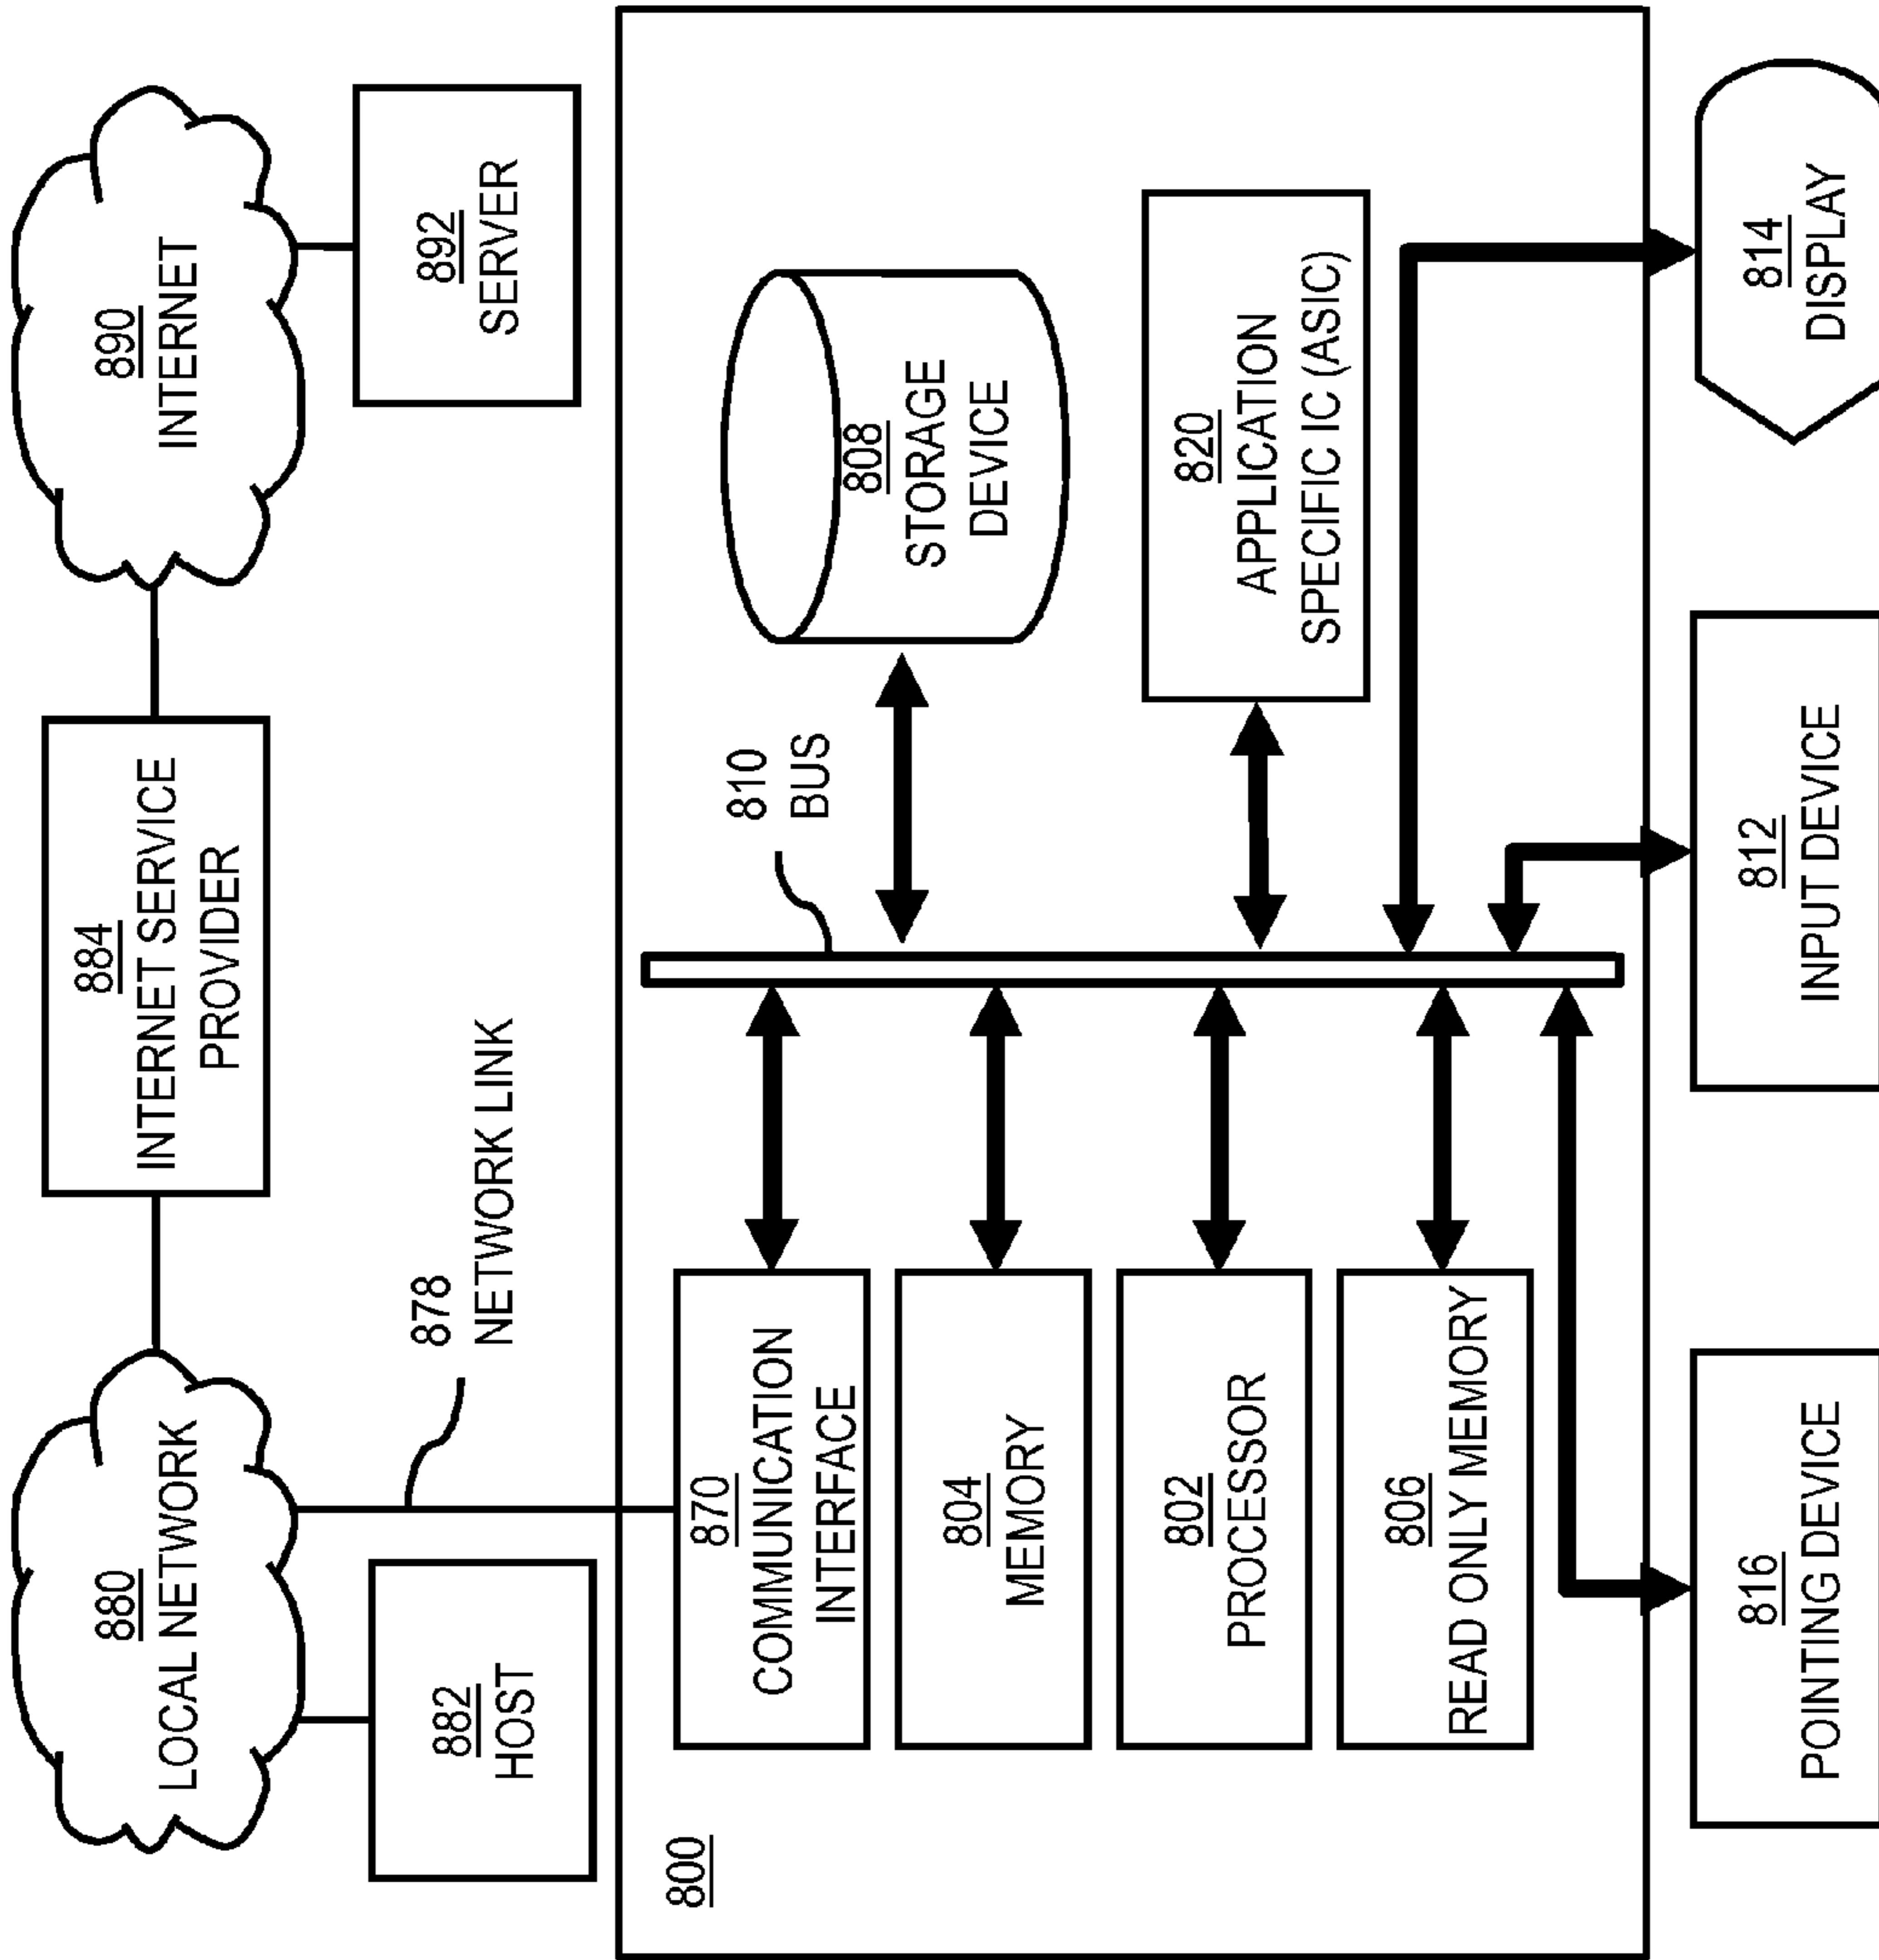 880
LOCAL NETWORK
884
INTERNET SERVICE
PROVIDER
890
INTERNET
882
HOST
878
NETWORK LINK
892
SERVER
800
870
COMMUNICATION
INTERFACE
810
BUS
808
STORAGE
DEVICE
804
MEMORY
802
PROCESSOR
820
APPLICATION
SPECIFIC IC (ASIC)
806
READ ONLY MEMORY
816
POINTING DEVICE
812
INPUT DEVICE
814
DISPLAY